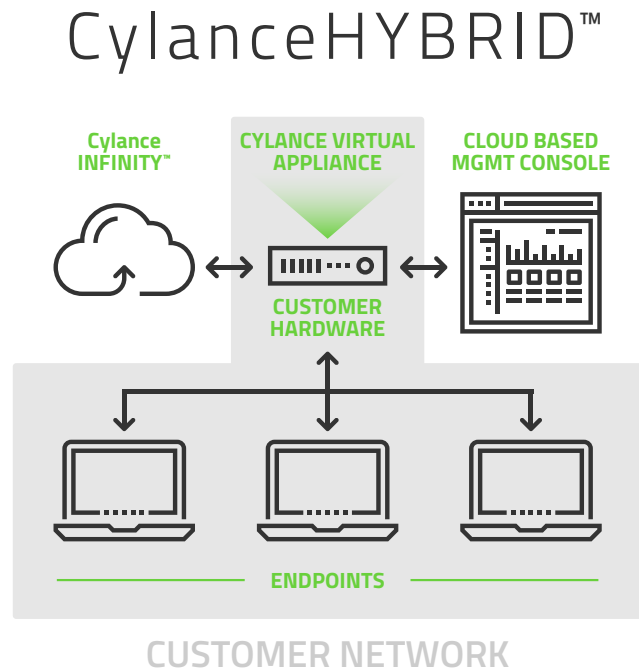 CylanceHYBRID™
Cylance
INFINITY™
CYLANCE VIRTUAL
APPLIANCE
CLOUD BASED
MGMT CONSOLE
CUSTOMER
HARDWARE
ENDPOINTS
CUSTOMER NETWORK